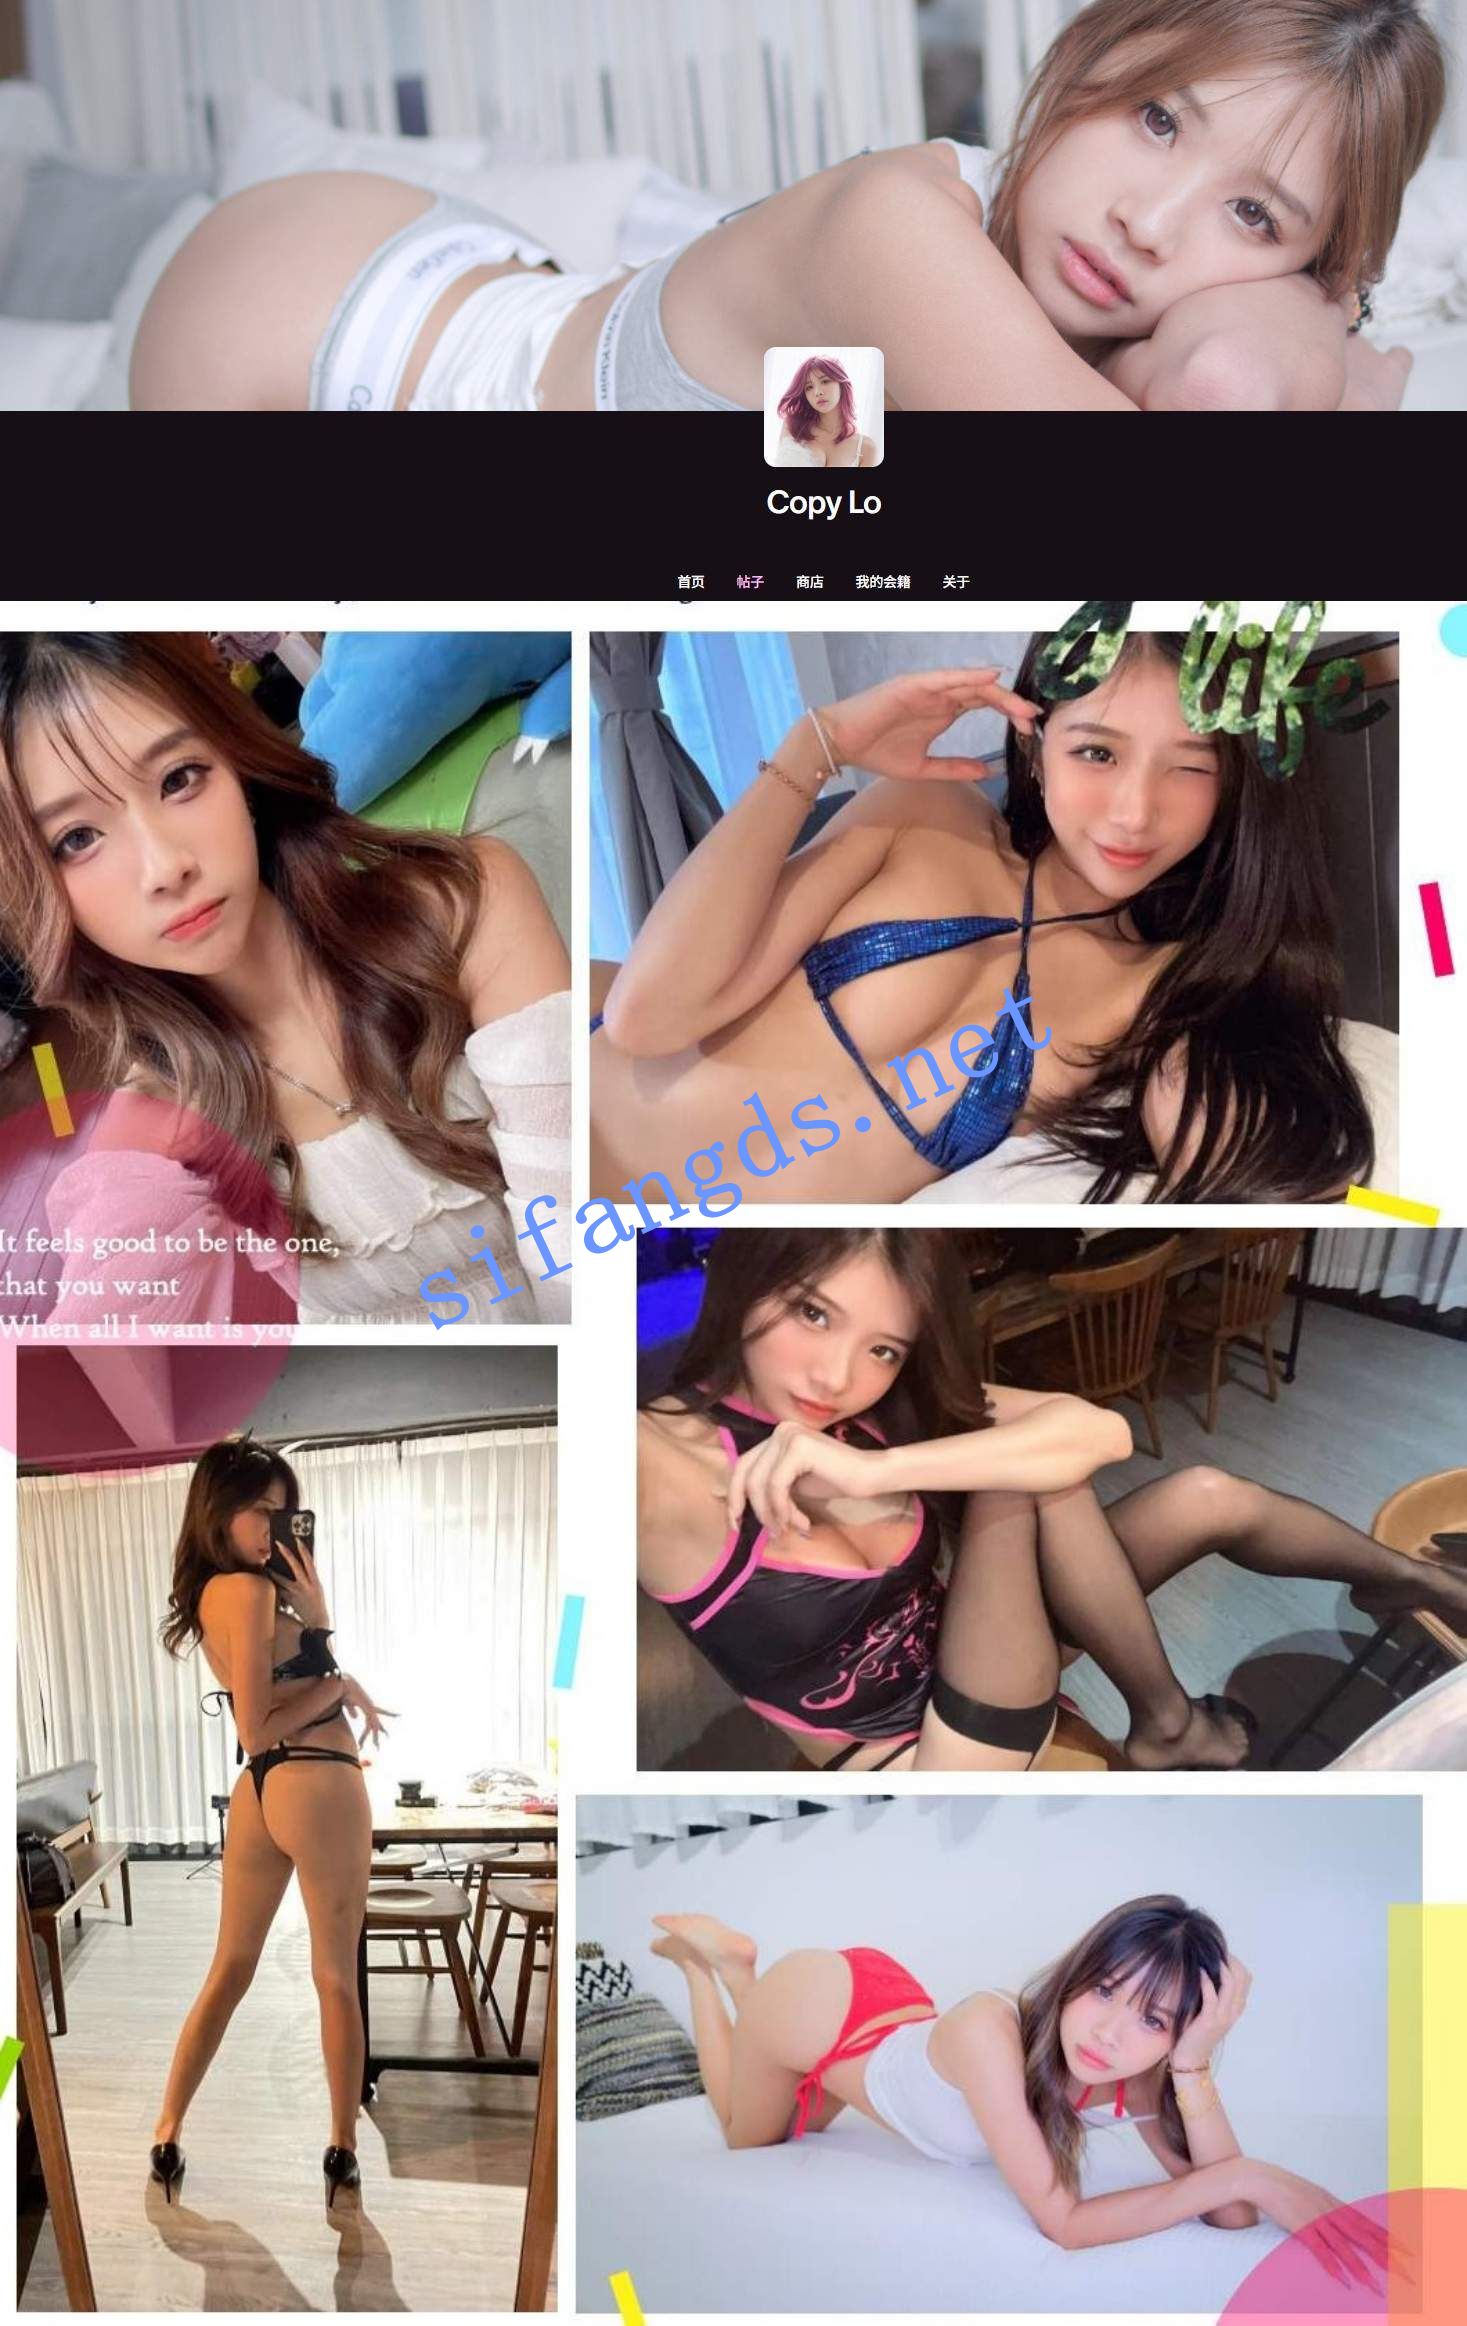 Copy Lo
首页 帖子 商店 我的会籍 关于
life
sifangds.net
It feels good to be the one,
that you want
When all I want is you